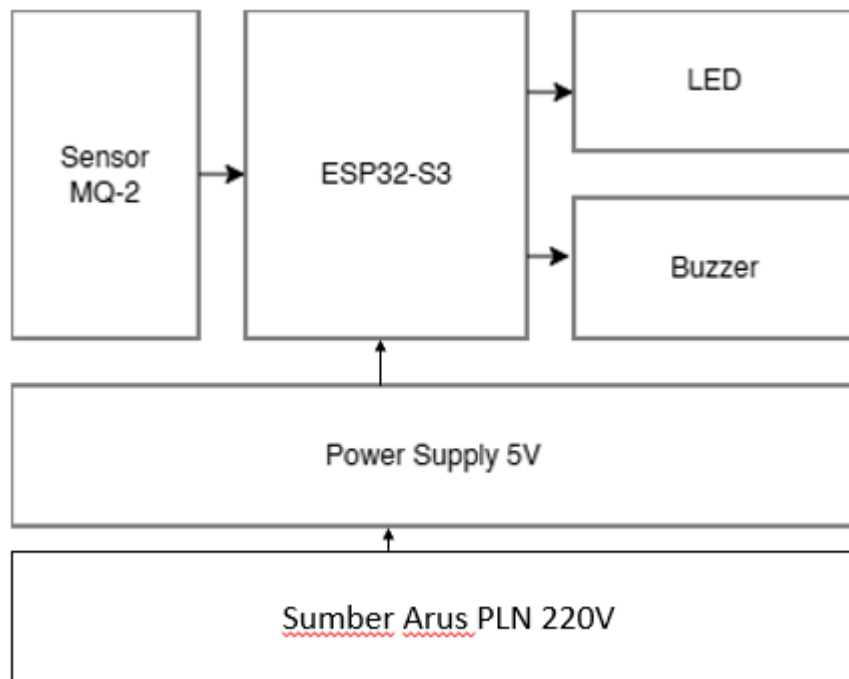 Sensor
MQ-2
ESP32-S3
LED
Buzzer
Power Supply 5V
Sumber Arus PLN 220V